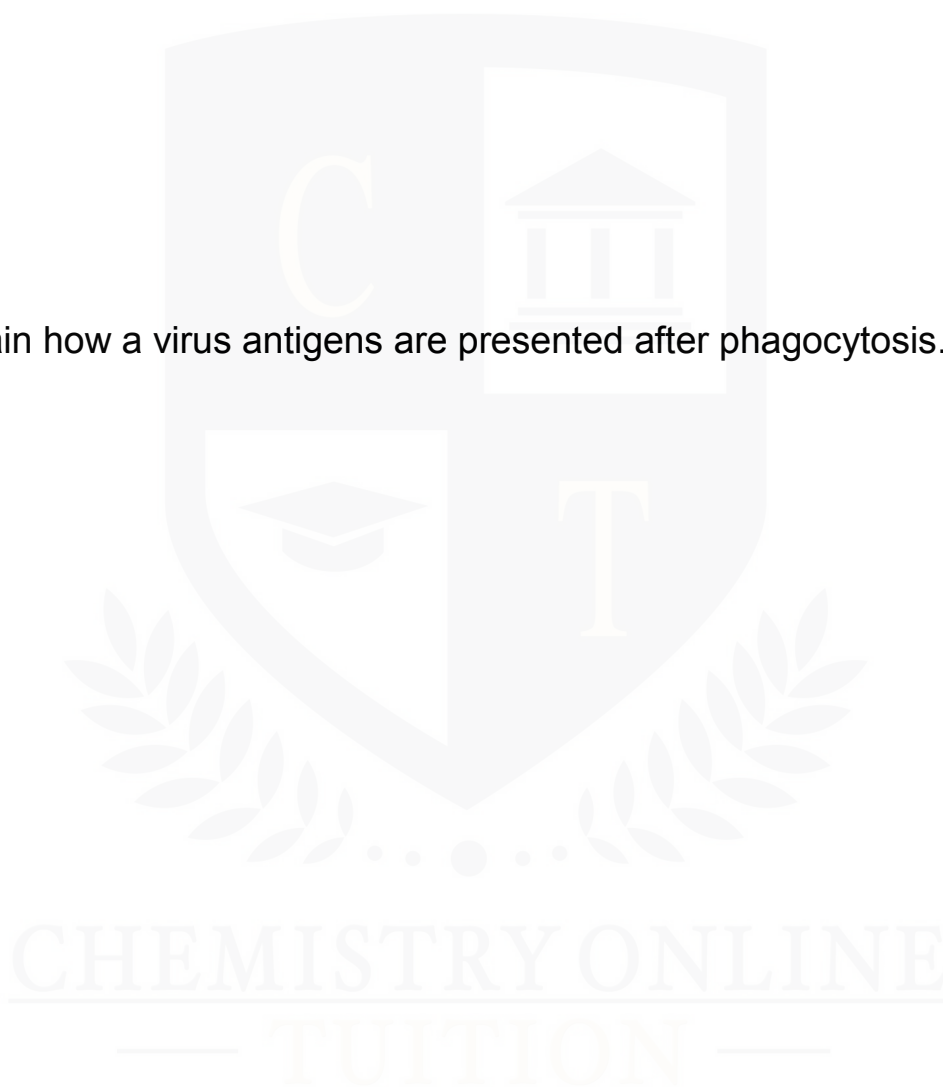 C
T
ain how a virus antigens are presented after phagocytosis.
CHEMISTRY ONLINE
TUITION